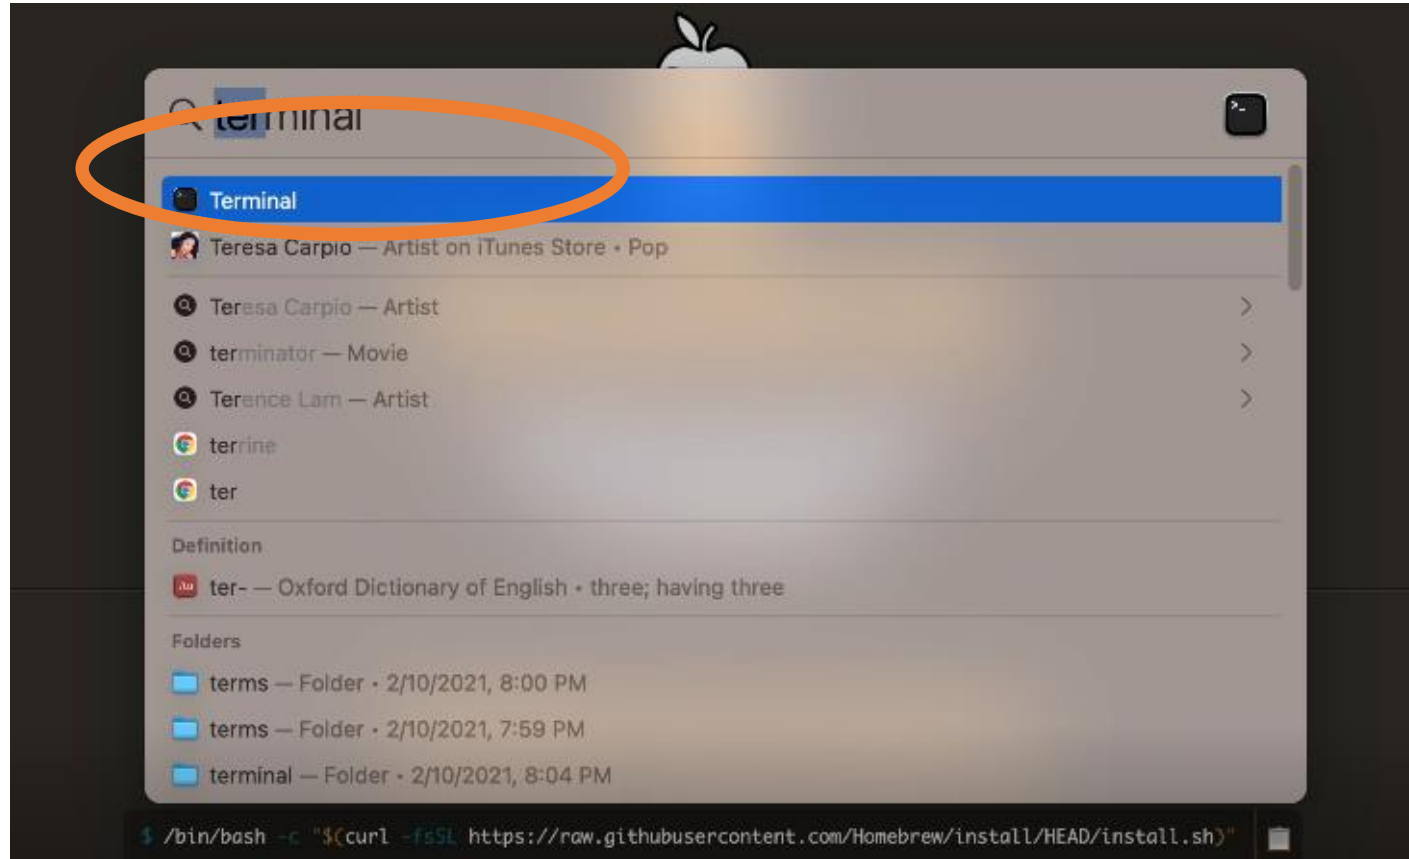 terminal
Terminal
Teresa Carpio — Artist on iTunes Store • Pop
Teresa Carpio — Artist
terminator — Movie
Terence Lam — Artist
terrine
ter
Definition
ter- — Oxford Dictionary of English • three; having three
Folders
terms — Folder • 2/10/2021, 8:00 PM
terms — Folder • 2/10/2021, 7:59 PM
terminal — Folder • 2/10/2021, 8:04 PM
$ /bin/bash -c "$(curl -fsSL https://raw.githubusercontent.com/Homebrew/install/HEAD/install.sh)"